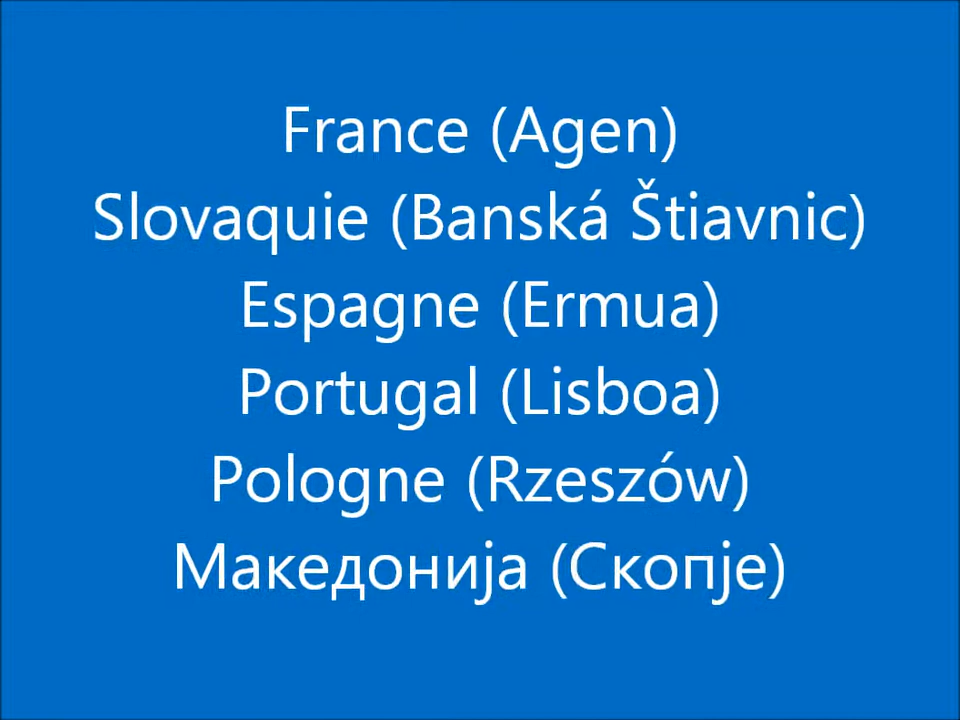 France (Agen)
Slovaquie (Banská Štiavnic)
Espagne (Ermua)
Portugal (Lisboa)
Pologne (Rzeszów)
Македонија (Скопје)